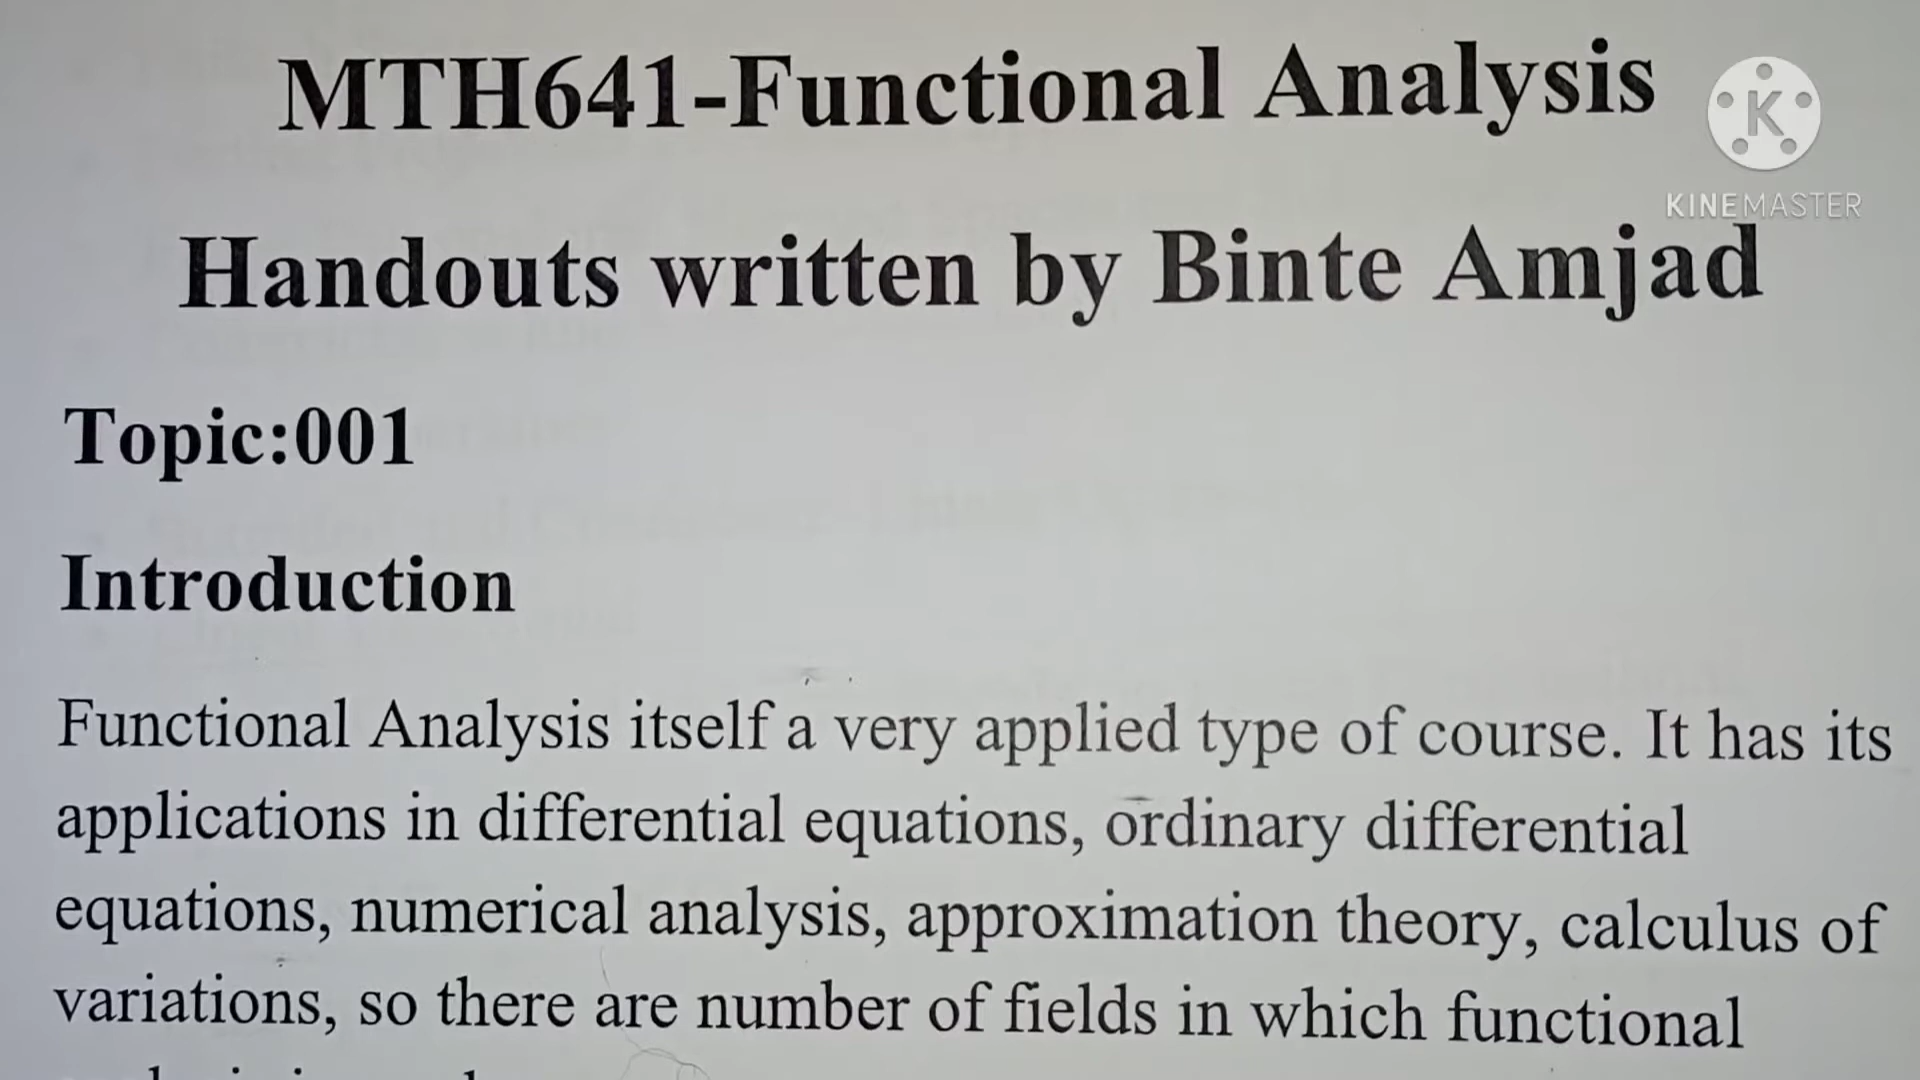 MTH641-Functional Analysis
K
KINEMASTER
Handouts written by Binte Amjad
Topic:001
Introduction
Functional Analysis itself a very applied type of course. It has its
applications in differential equations, ordinary differential
equations, numerical analysis, approximation theory, calculus of
variations, so there are number of fields in which functional